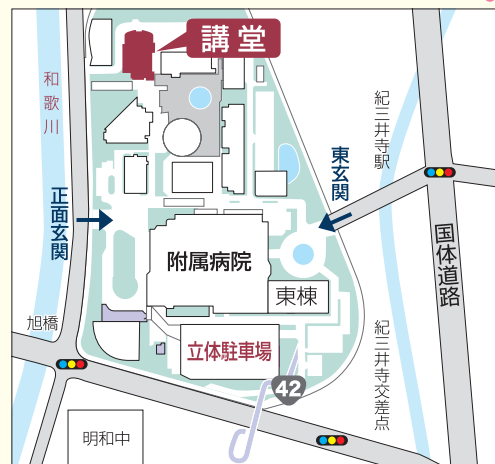 講堂
和歌川
紀三井寺駅
東玄関
正面玄関
国体道路
附属病院
東棟
旭橋
立体駐車場
紀三井寺交差点
42
明和中